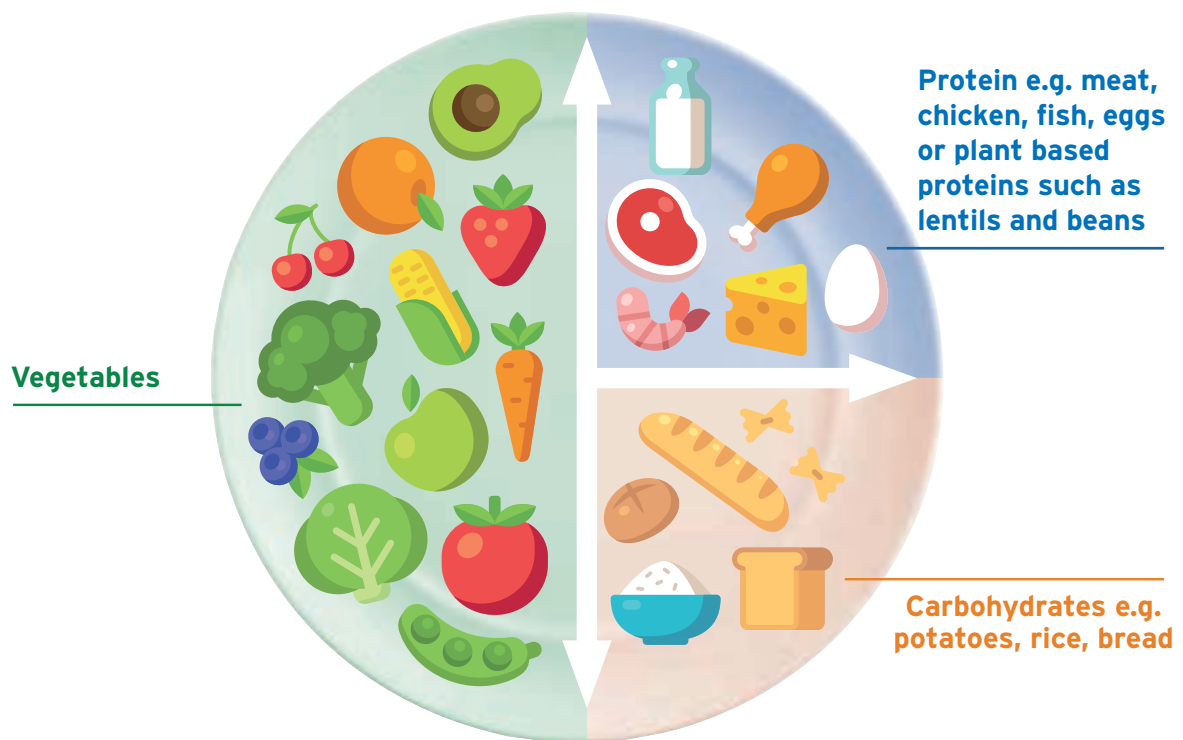 Protein e.g. meat,
chicken, fish, eggs
or plant based
proteins such as
lentils and beans
Vegetables
Carbohydrates e.g.
potatoes, rice, bread